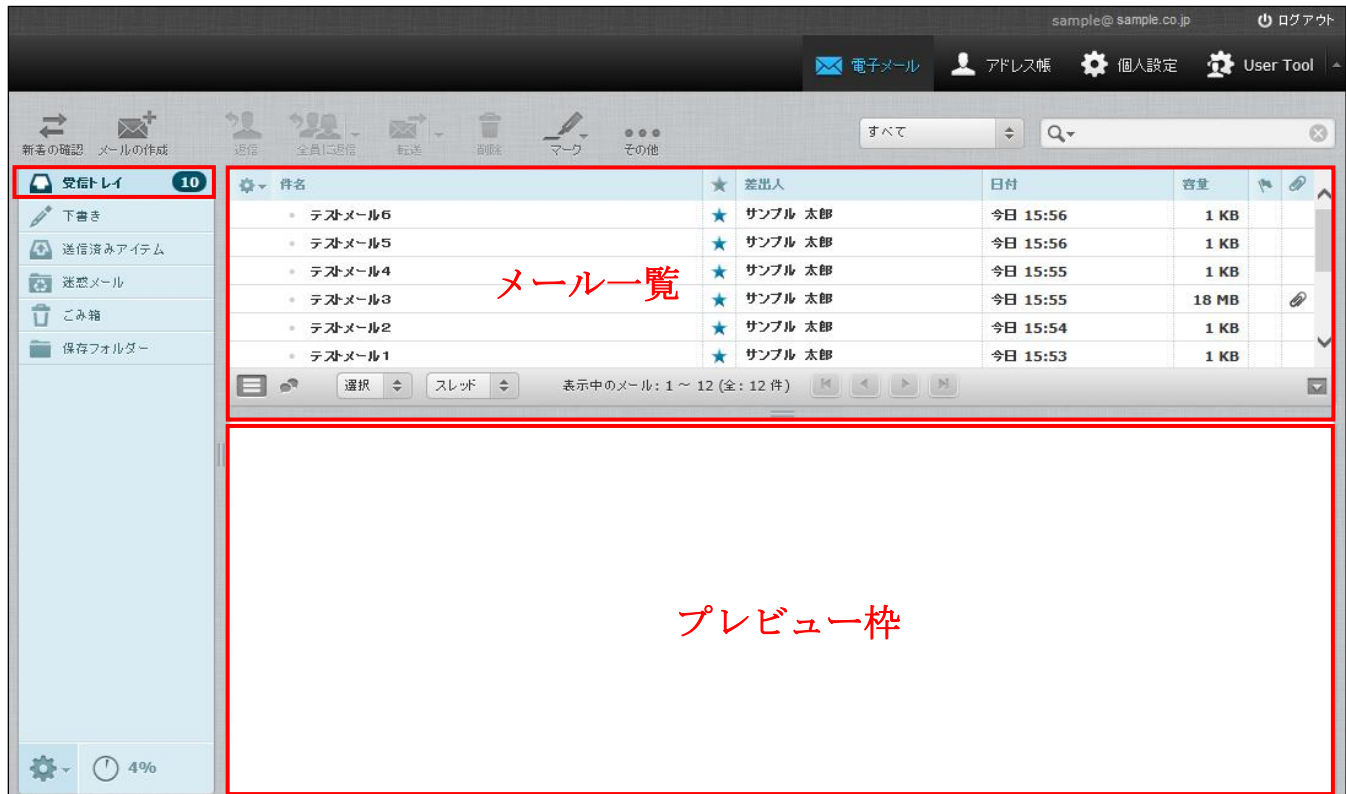 sample@ sample.co.jp ログアウト
電子メール アドレス帳 個人設定 User Tool
新着の確認 メールの作成 返信 全員に返信 転送 削除 マーク その他 すべて
受信トレイ 10
下書き
送信済みアイテム
迷惑メール
ごみ箱
保存フォルダー
件名 差出人 日付 容量
テストメール6 サンプル 太郎 今日 15:56 1 KB
テストメール5 サンプル 太郎 今日 15:56 1 KB
テストメール4 サンプル 太郎 今日 15:55 1 KB
テストメール3 サンプル 太郎 今日 15:55 18 MB
テストメール2 サンプル 太郎 今日 15:54 1 KB
テストメール1 サンプル 太郎 今日 15:53 1 KB
メール一覧
選択 スレッド 表示中のメール: 1 ~ 12 (全: 12 件)
プレビュー枠
4%